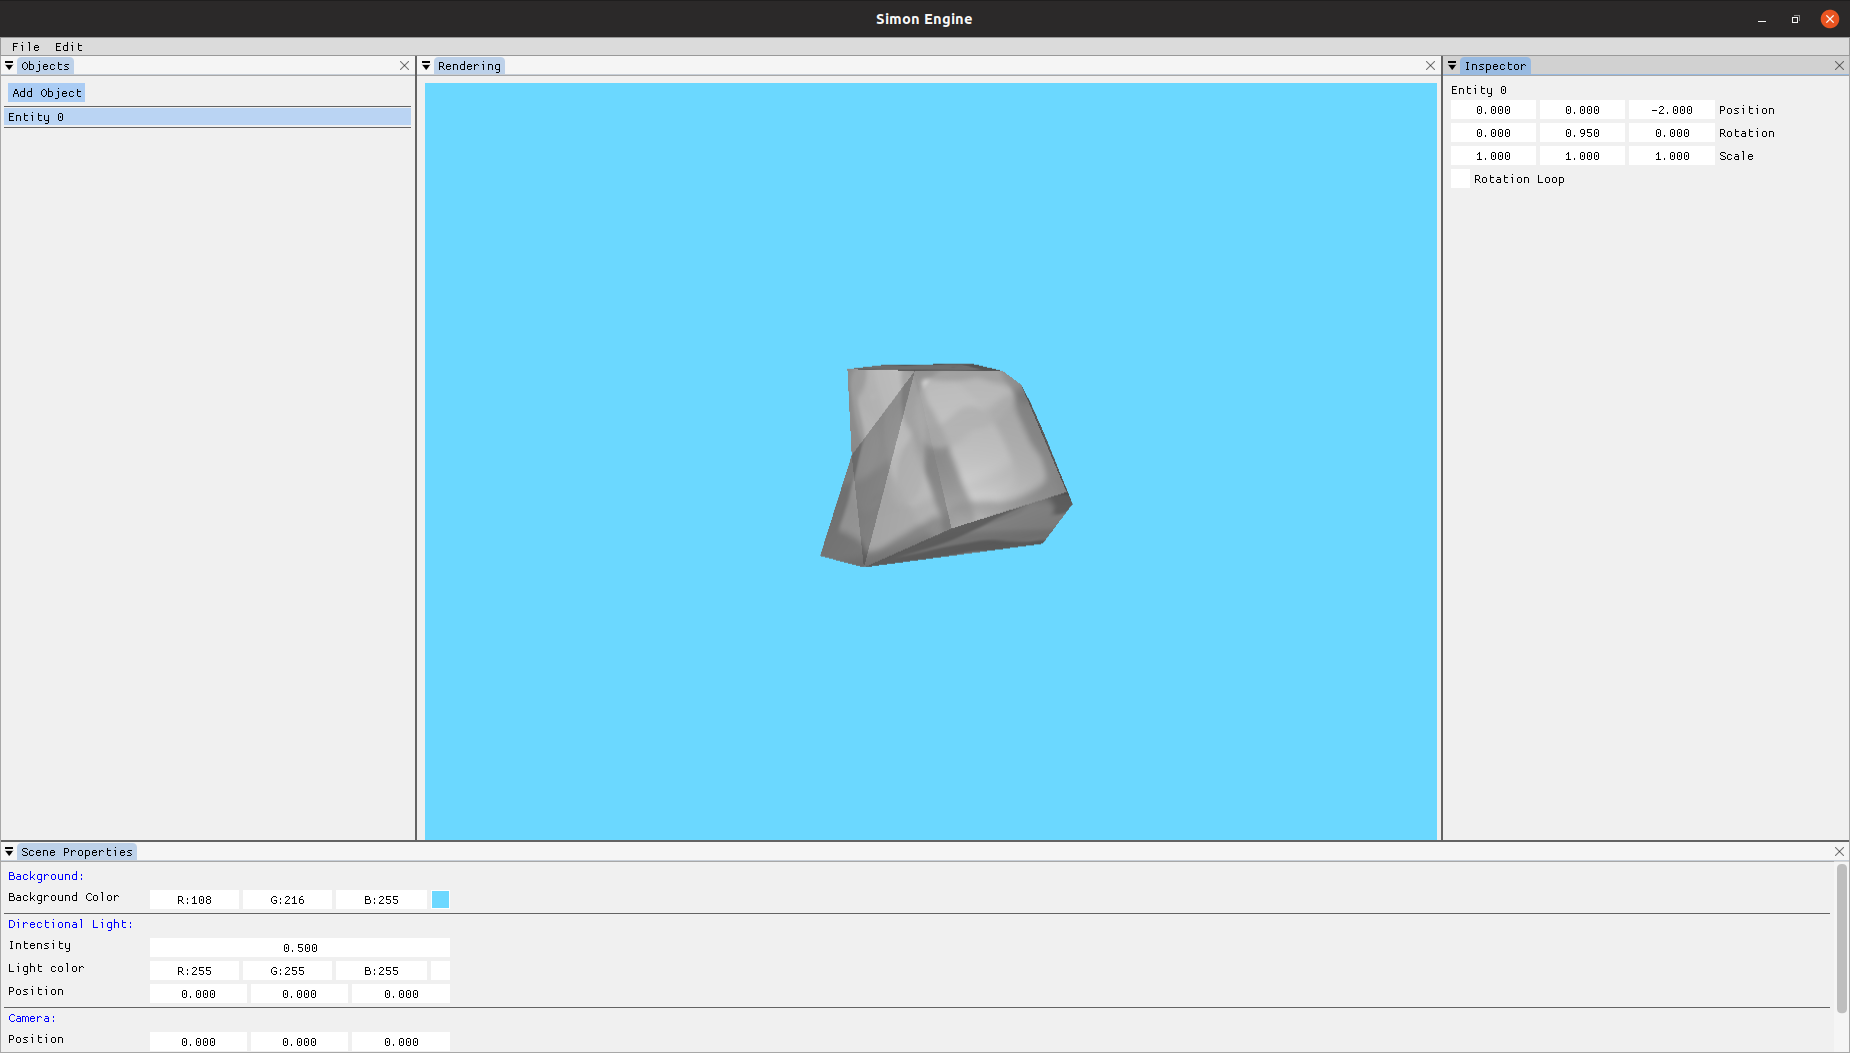 Simon Engine
File Edit
Objects
Add Object
Entity 0
Rendering
Inspector
Entity 0
0.000 0.000 -2.000 Position
0.000 0.950 0.000 Rotation
1.000 1.000 1.000 Scale
Rotation Loop
Scene Properties
Background:
Background Color R:108 G:216 B:255
Directional Light:
Intensity 0.500
Light color R:255 G:255 B:255
Position 0.000 0.000 0.000
Camera:
Position 0.000 0.000 0.000